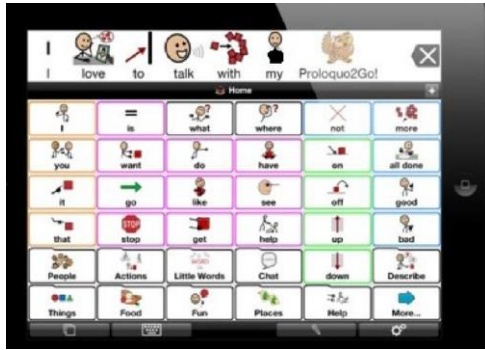 I love to talk with my Proloquo2Go!
Home
I is what where not more
you want do have on all done
it go like see off good
that STOP stop get help up bad
People Actions WORD Little Words Chat down Describe
Things Food Fun Places Help More...